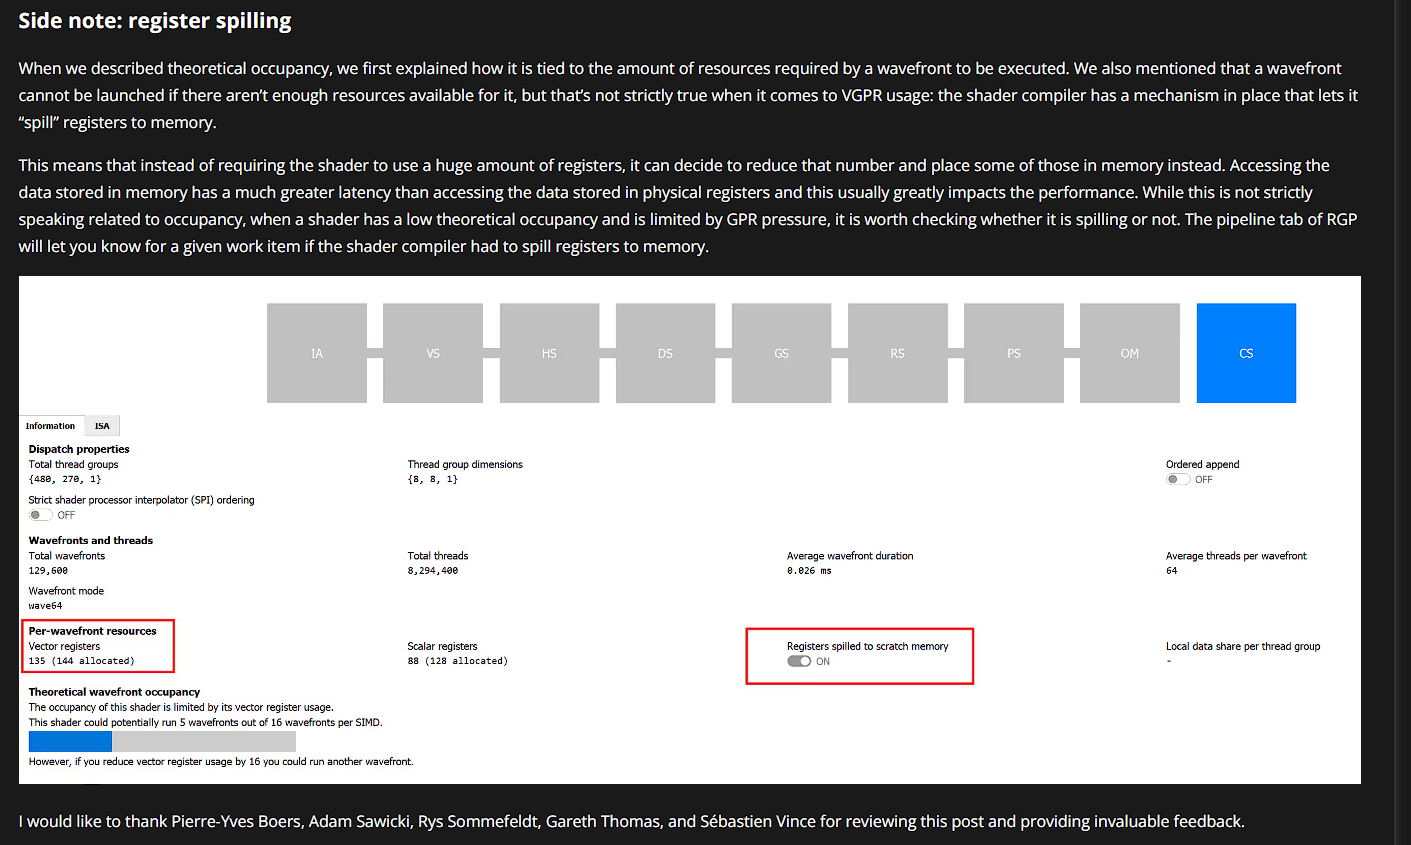 Side note: register spilling
When we described theoretical occupancy, we first explained how it is tied to the amount of resources required by a wavefront to be executed. We also mentioned that a wavefront
cannot be launched if there aren’t enough resources available for it, but that’s not strictly true when it comes to VGPR usage: the shader compiler has a mechanism in place that lets it
“spill” registers to memory.
This means that instead of requiring the shader to use a huge amount of registers, it can decide to reduce that number and place some of those in memory instead. Accessing the
data stored in memory has a much greater latency than accessing the data stored in physical registers and this usually greatly impacts the performance. While this is not strictly
speaking related to occupancy, when a shader has a low theoretical occupancy and is limited by GPR pressure, it is worth checking whether it is spilling or not. The pipeline tab of RGP
will let you know for a given work item if the shader compiler had to spill registers to memory.
IA VS HS DS GS RS PS OM CS
Information ISA
Dispatch properties
Total thread groups Thread group dimensions Ordered append
{480, 270, 1} {8, 8, 1} OFF
Strict shader processor interpolator (SPI) ordering
OFF
Wavefronts and threads
Total wavefronts Total threads Average wavefront duration Average threads per wavefront
129,600 8,294,400 0.026 ms 64
Wavefront mode
wave64
Per-wavefront resources
Vector registers Scalar registers Registers spilled to scratch memory Local data share per thread group
135 (144 allocated) 88 (128 allocated) ON -
Theoretical wavefront occupancy
The occupancy of this shader is limited by its vector register usage.
This shader could potentially run 5 wavefronts out of 16 wavefronts per SIMD.
However, if you reduce vector register usage by 16 you could run another wavefront.
I would like to thank Pierre-Yves Boers, Adam Sawicki, Rys Sommefeldt, Gareth Thomas, and Sébastien Vince for reviewing this post and providing invaluable feedback.